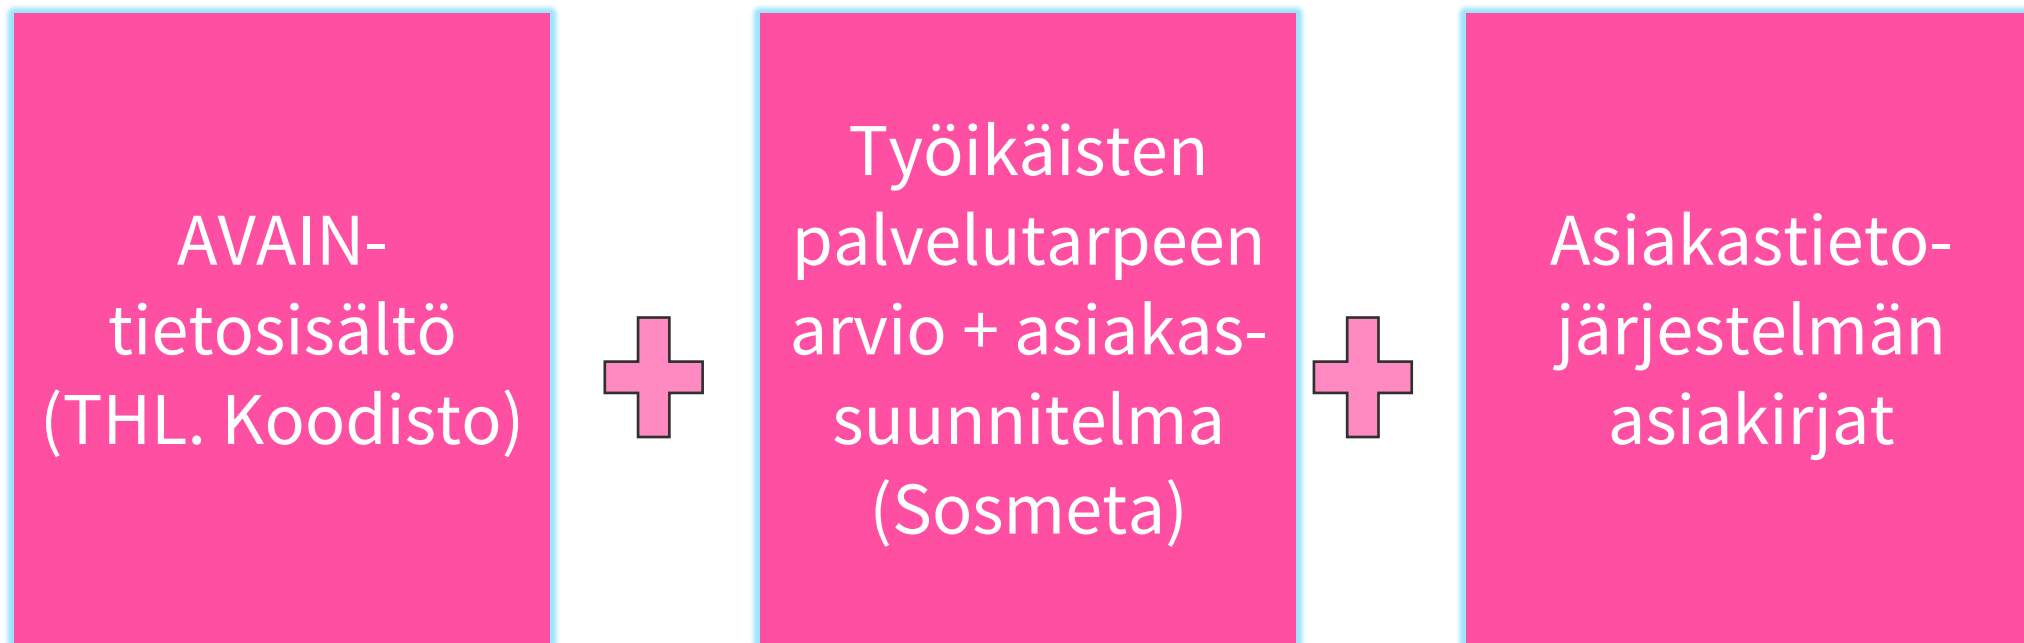 AVAIN-
tietosisältö
(THL. Koodisto)
Työikäisten
palvelutarpeen
arvio + asiakas-
suunnitelma
(Sosmeta)
Asiakastieto-
järjestelmän
asiakirjat